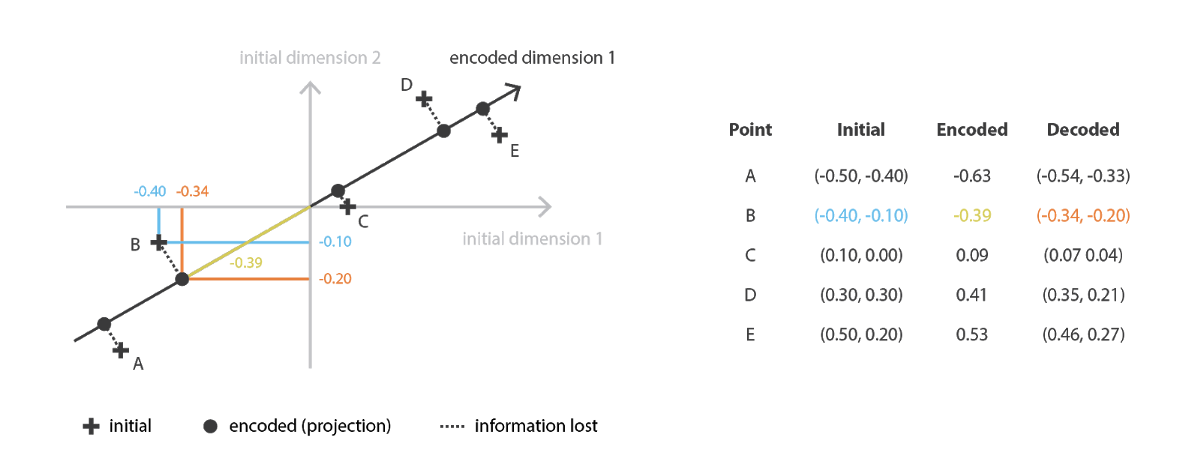 initial dimension 2
encoded dimension 1
D
E
-0.40 -0.34
C
B
-0.10
initial dimension 1
-0.39
-0.20
A
initial
encoded (projection)
information lost
Point Initial Encoded Decoded
A (-0.50, -0.40) -0.63 (-0.54, -0.33)
B (-0.40, -0.10) -0.39 (-0.34, -0.20)
C (0.10, 0.00) 0.09 (0.07 0.04)
D (0.30, 0.30) 0.41 (0.35, 0.21)
E (0.50, 0.20) 0.53 (0.46, 0.27)